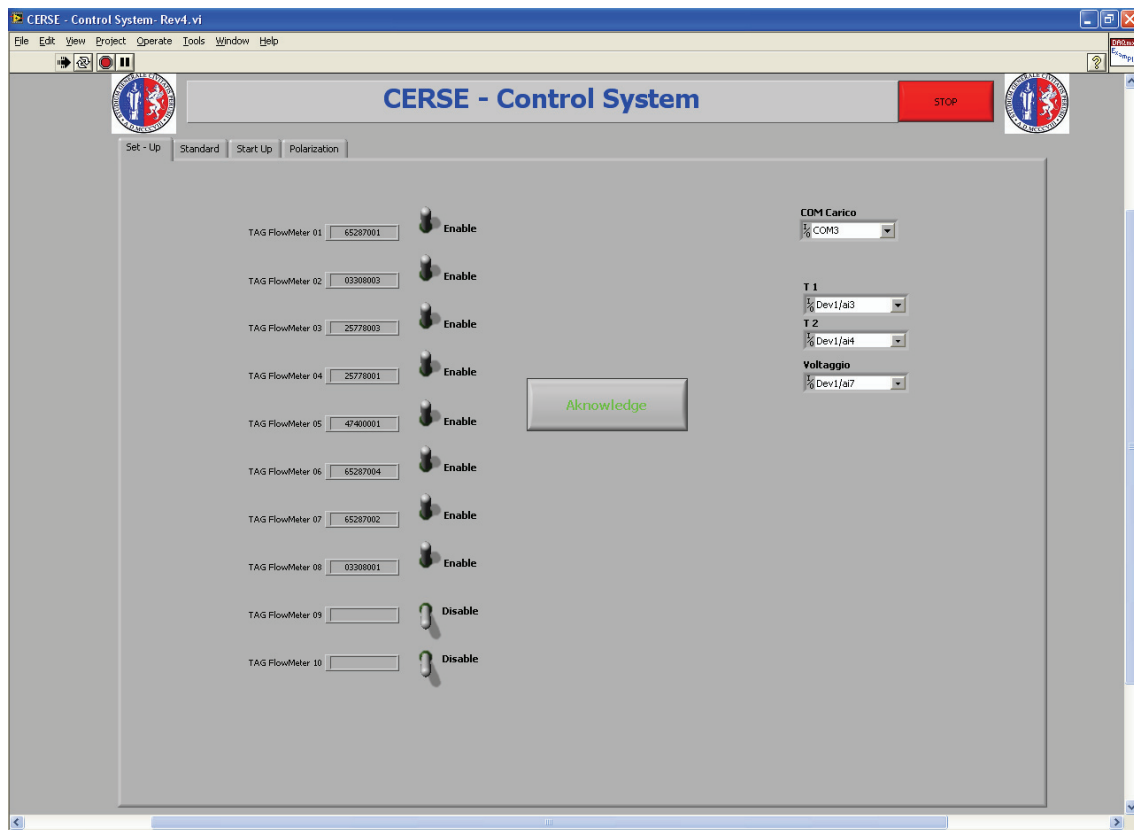 CERSE - Control System- Rev4.vi
File Edit View Project Operate Tools Window Help
CERSE - Control System
STOP
Set - Up Standard Start Up Polarization
TAG FlowMeter 01 65287001 Enable
TAG FlowMeter 02 03308003 Enable
TAG FlowMeter 03 25778003 Enable
TAG FlowMeter 04 25778001 Enable
TAG FlowMeter 05 47400001 Enable
TAG FlowMeter 06 65287004 Enable
TAG FlowMeter 07 65287002 Enable
TAG FlowMeter 08 03308001 Enable
TAG FlowMeter 09 Disable
TAG FlowMeter 10 Disable
Aknowledge
COM Carico
COM3
T 1
Dev1/ai3
T 2
Dev1/ai4
Voltaggio
Dev1/ai7